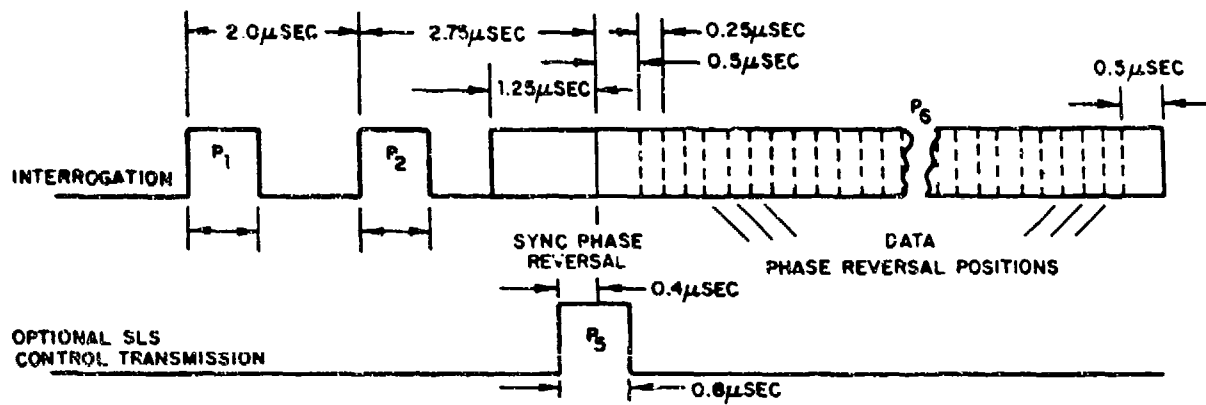 2.0μSEC
2.75μSEC
0.25μSEC
0.5μSEC
1.25μSEC
0.5μSEC
P6
P1
P2
INTERROGATION
SYNC PHASE
REVERSAL
DATA
PHASE REVERSAL POSITIONS
0.4μSEC
OPTIONAL SLS
CONTROL TRANSMISSION
P5
0.8μSEC